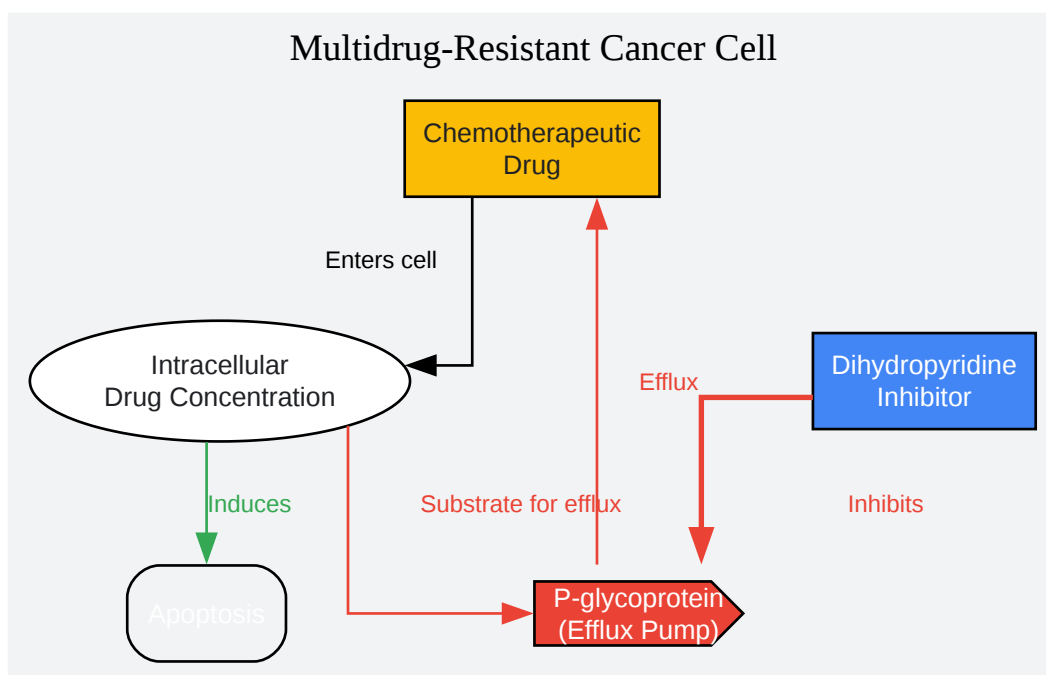 Multidrug-Resistant Cancer Cell
Chemotherapeutic
Drug
Enters cell
Intracellular
Drug Concentration
Efflux
Dihydropyridine
Inhibitor
Induces
Substrate for efflux
Inhibits
Apoptosis
P-glycoprotein
(Efflux Pump)